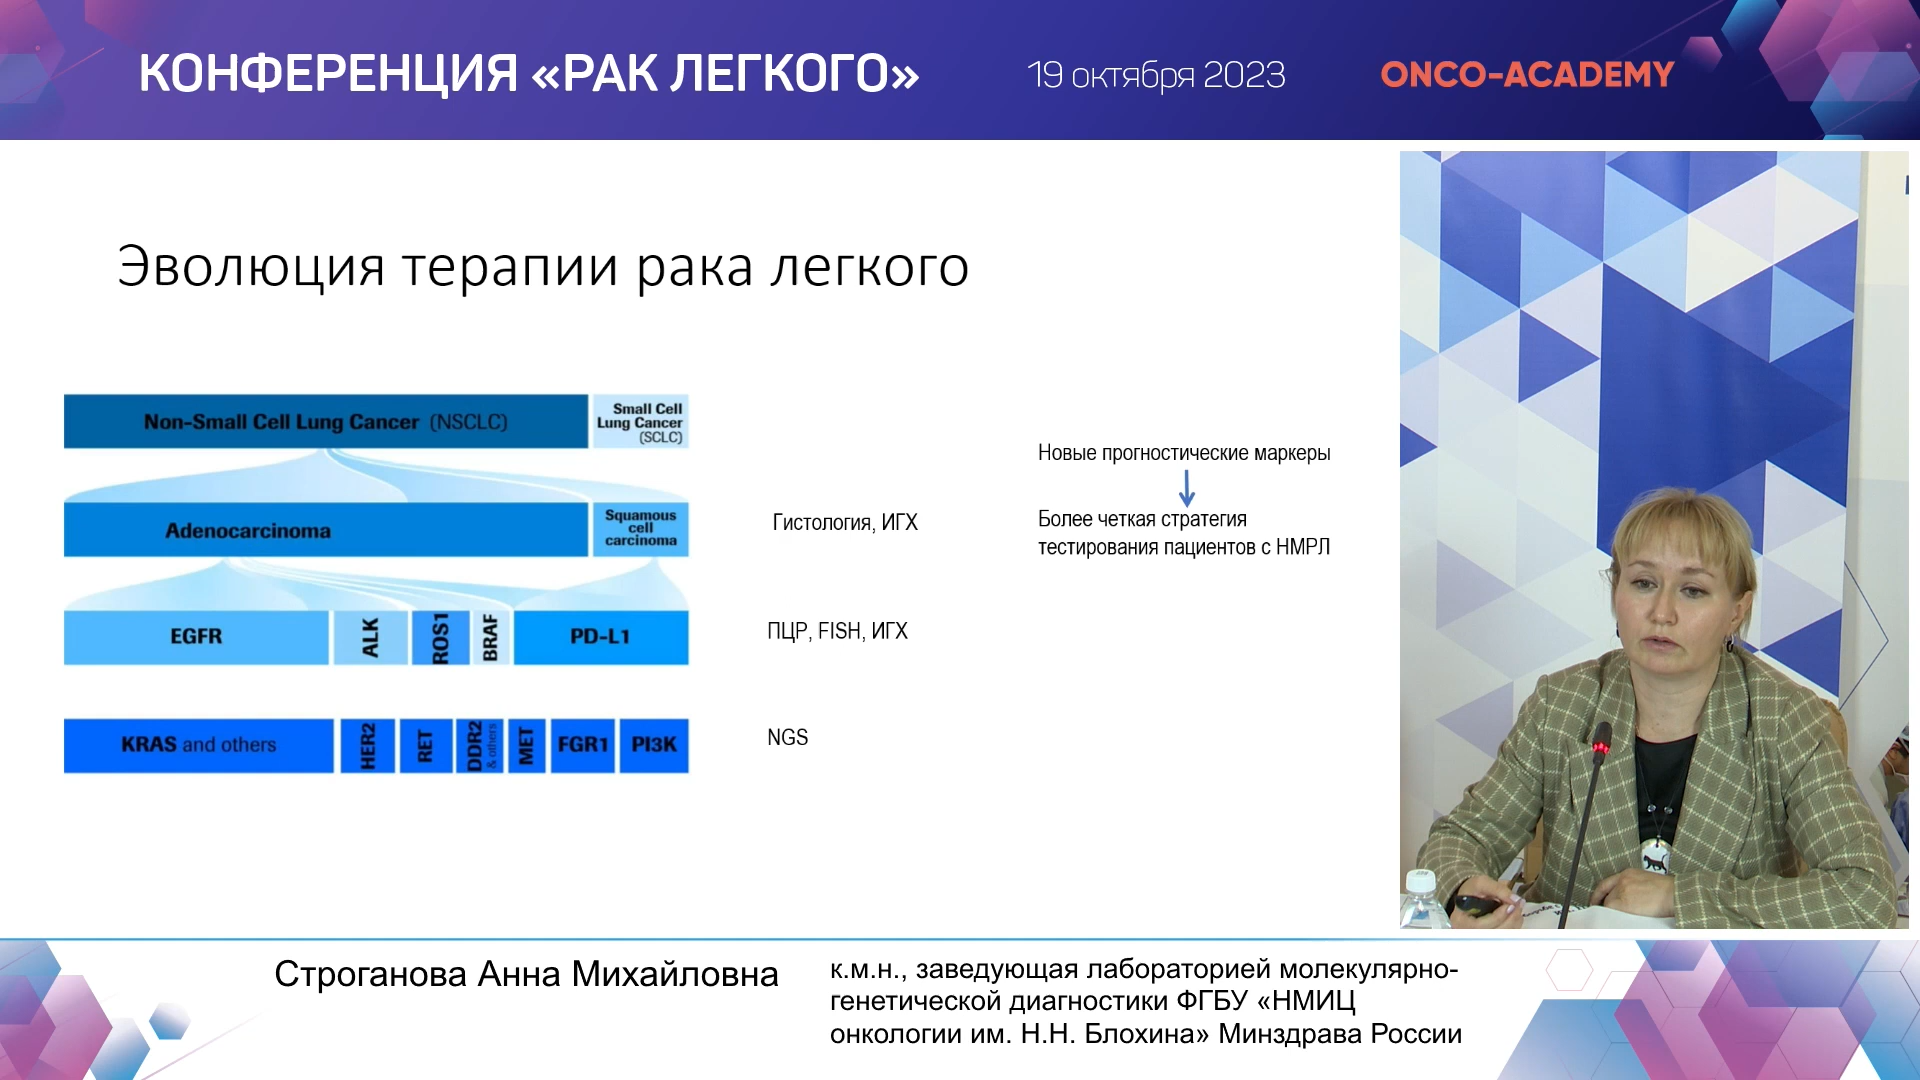 КОНФЕРЕНЦИЯ «РАК ЛЕГКОГО»
19 октября 2023
ONCO-ACADEMY
Эволюция терапии рака легкого
Non-Small Cell Lung Cancer (NSCLC)
Small Cell
Lung Cancer
(SCLC)
Adenocarcinoma
Squamous
cell
carcinoma
Гистология, ИГХ
Новые прогностические маркеры
Более четкая стратегия
тестирования пациентов с НМРЛ
EGFR
ALK
ROS1
BRAF
PD-L1
ПЦР, FISH, ИГХ
KRAS and others
HER2
RET
DDR2
& others
MET
FGR1
PI3K
NGS
Строганова Анна Михайловна
к.м.н., заведующая лабораторией молекулярно-
генетической диагностики ФГБУ «НМИЦ
онкологии им. Н.Н. Блохина» Минздрава России